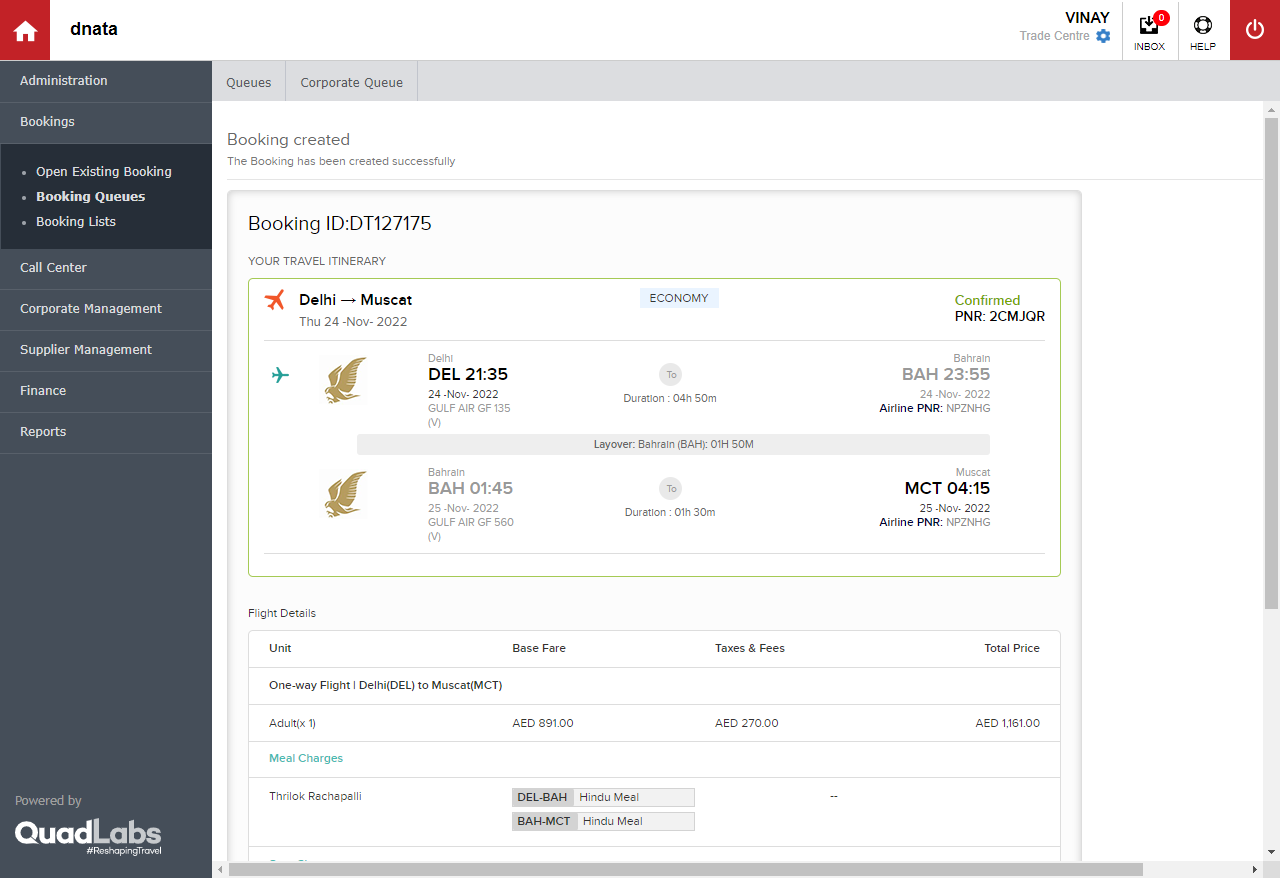 dnata
VINAY
Trade Centre
0
INBOX
HELP
Administration
Bookings
Open Existing Booking
Booking Queues
Booking Lists
Call Center
Corporate Management
Supplier Management
Finance
Reports
Powered by
QuadLabs
#ReshapingTravel
Queues
Corporate Queue
Booking created
The Booking has been created successfully
Booking ID:DT127175
YOUR TRAVEL ITINERARY
Delhi → Muscat
Thu 24 -Nov- 2022
ECONOMY
Confirmed
PNR: 2CMJQR
Delhi
DEL 21:35
24 -Nov- 2022
GULF AIR GF 135
(V)
To
Duration : 04h 50m
Bahrain
BAH 23:55
24 -Nov- 2022
Airline PNR: NPZNHG
Layover: Bahrain (BAH): 01H 50M
Bahrain
BAH 01:45
25 -Nov- 2022
GULF AIR GF 560
(V)
To
Duration : 01h 30m
Muscat
MCT 04:15
25 -Nov- 2022
Airline PNR: NPZNHG
Flight Details
Unit Base Fare Taxes & Fees Total Price
One-way Flight | Delhi(DEL) to Muscat(MCT)
Adult(x 1) AED 891.00 AED 270.00 AED 1,161.00
Meal Charges
Thrilok Rachapalli DEL-BAH Hindu Meal --
BAH-MCT Hindu Meal